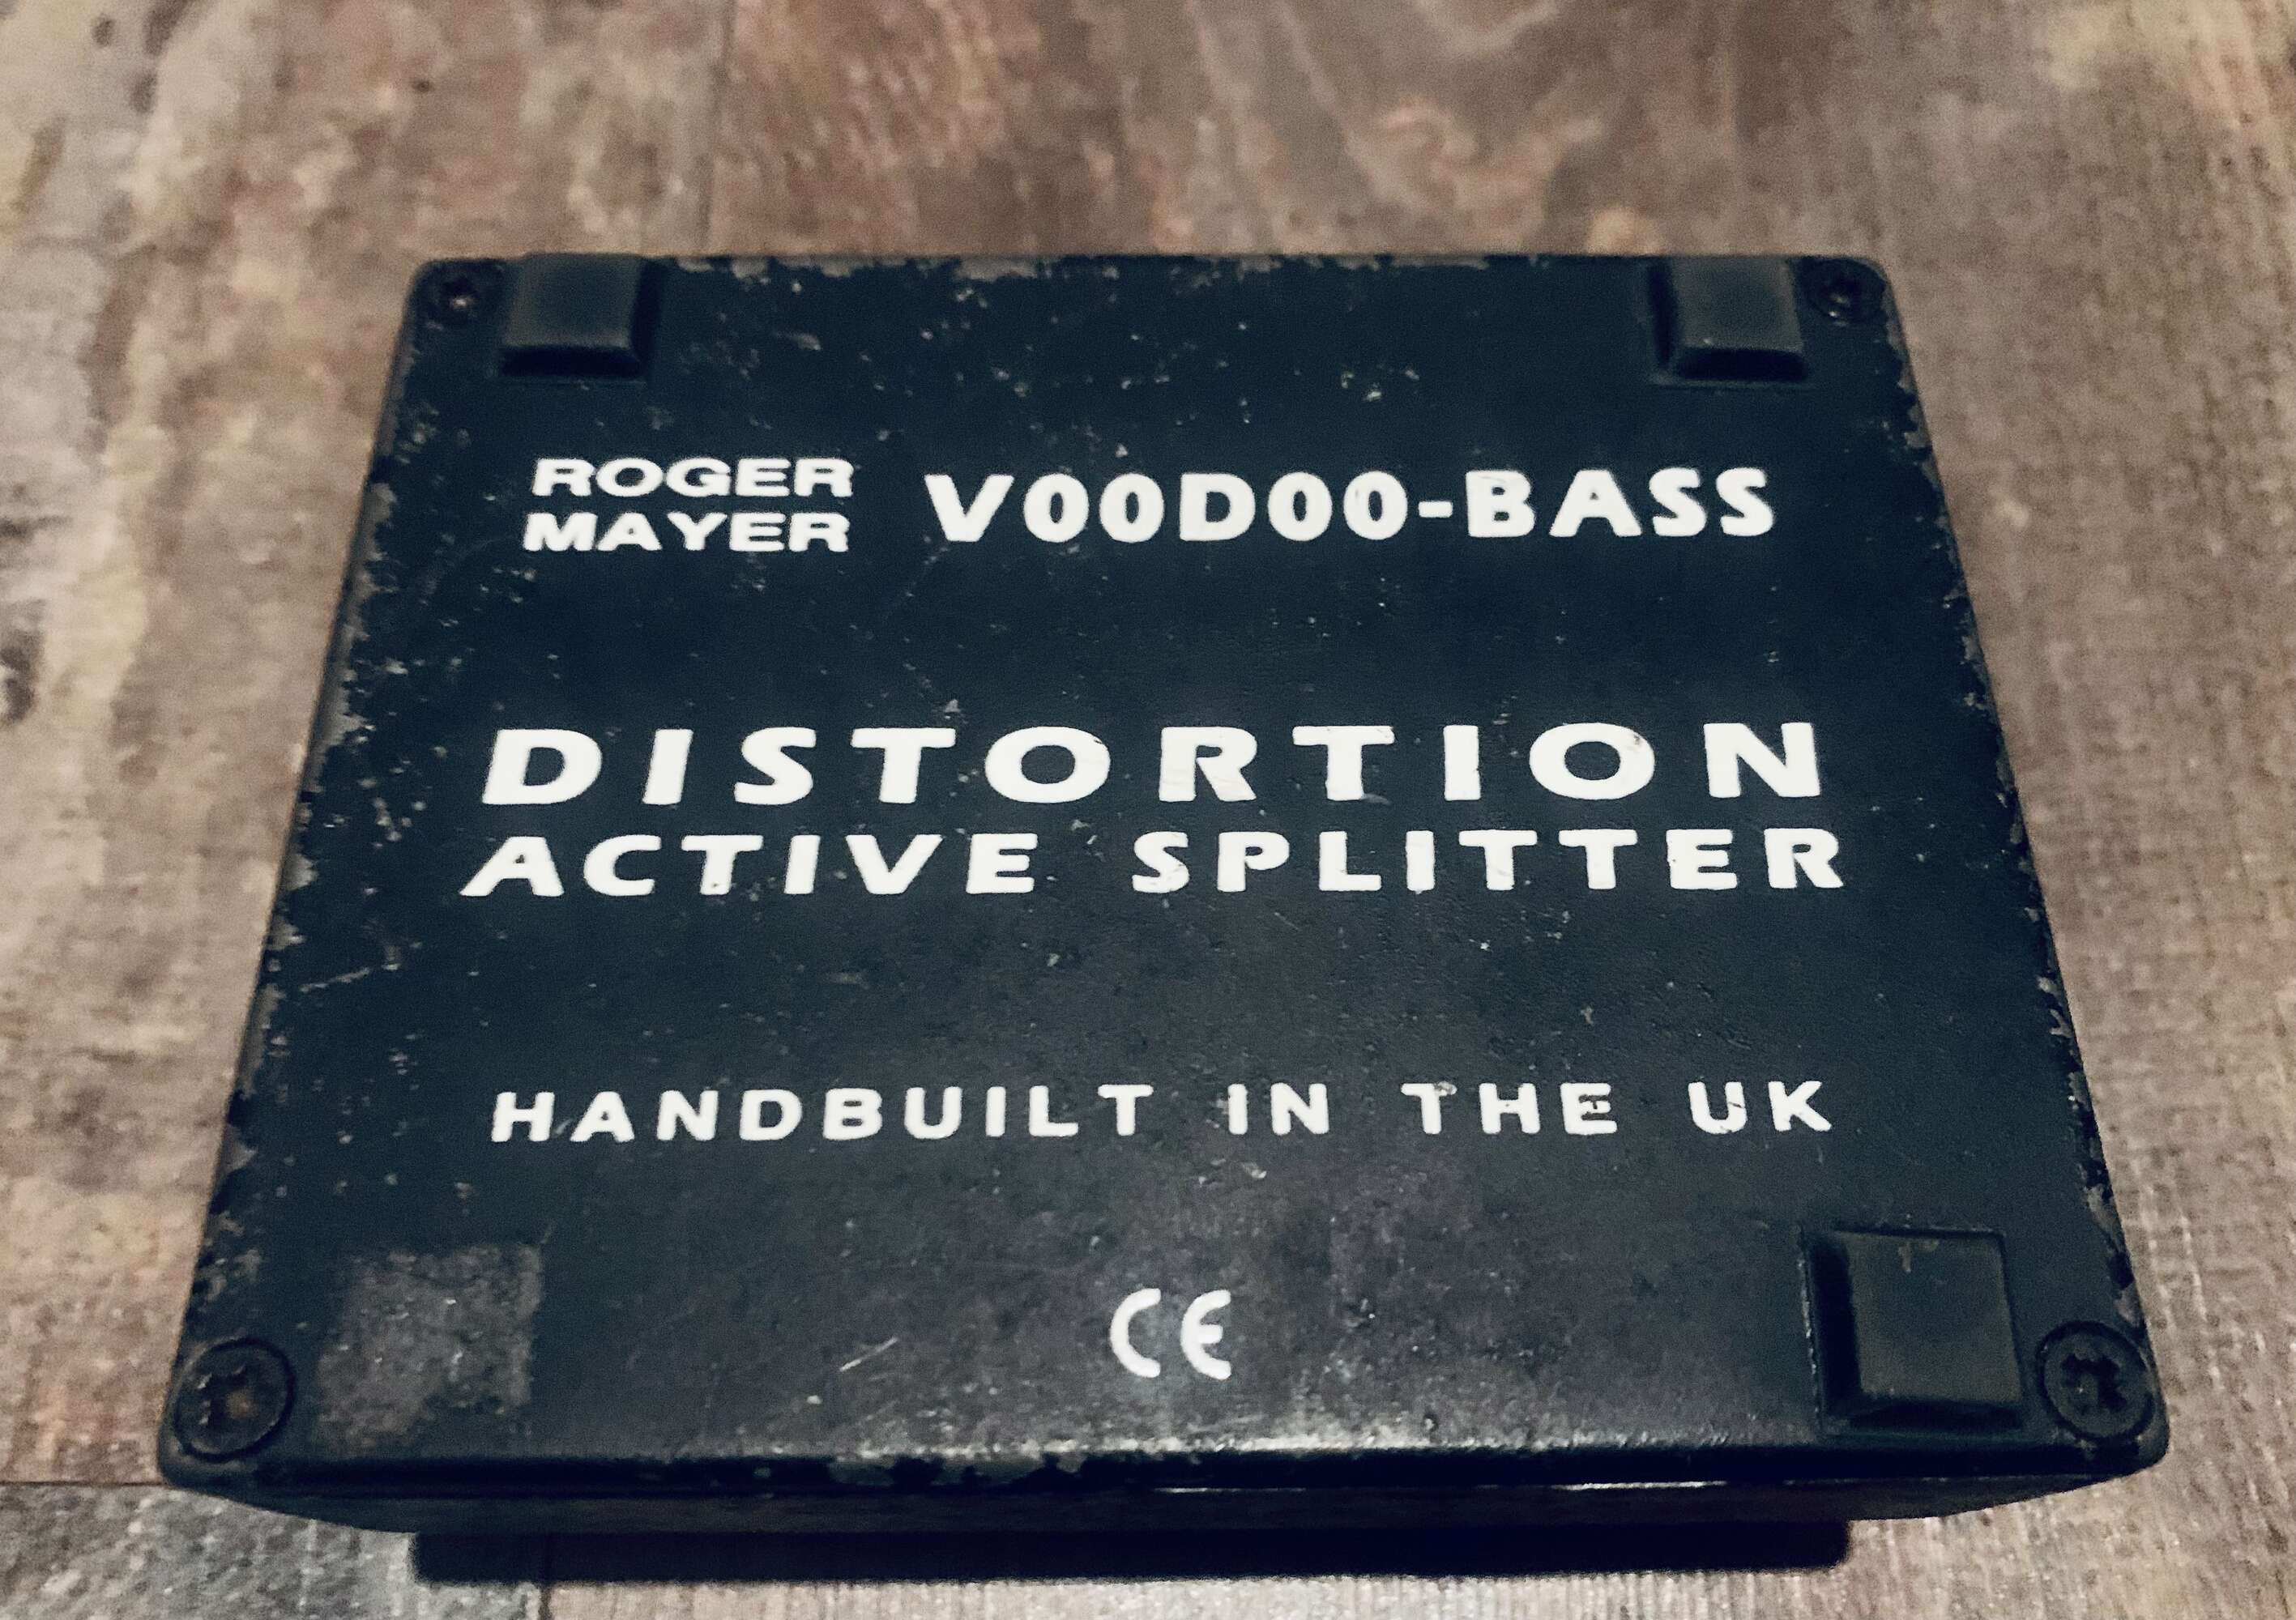 ROGER
MAYER
VOODOO-BASS
DISTORTION
ACTIVE SPLITTER
HANDBUILT IN THE UK
CE